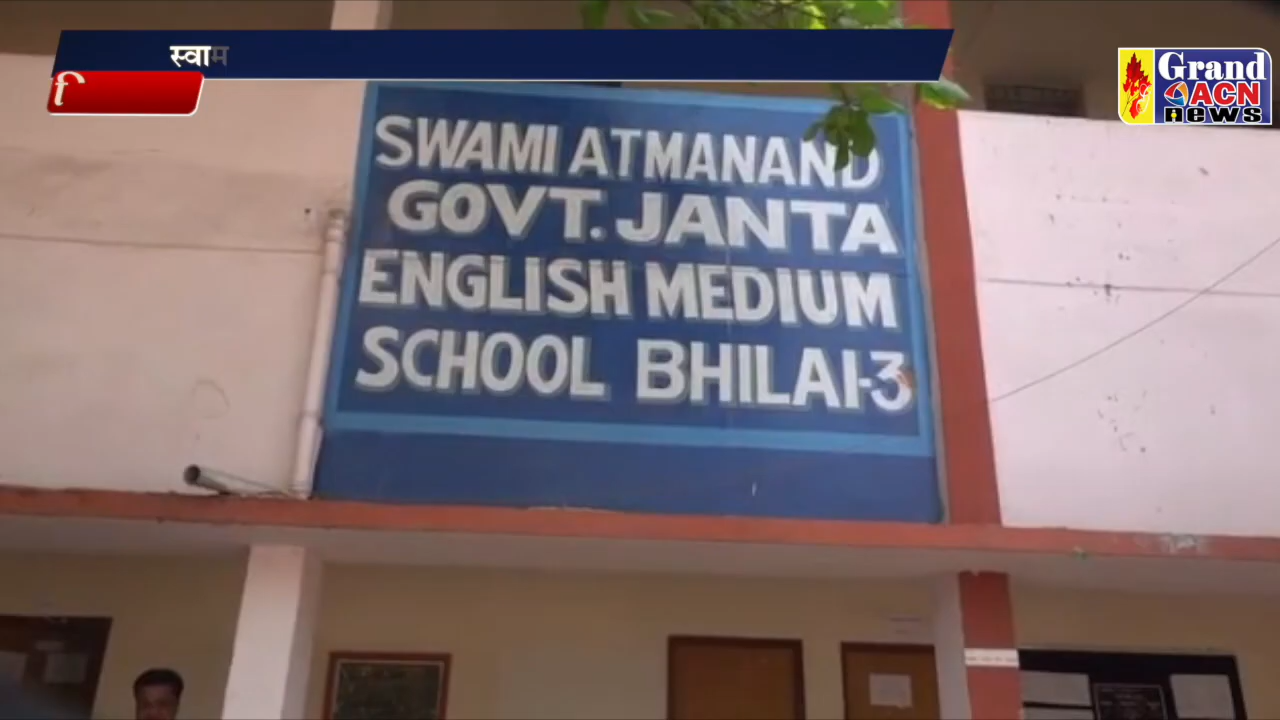 स्वाम
f
Grand
ACN
news
SWAMI ATMANAND
GOVT. JANTA
ENGLISH MEDIUM
SCHOOL BHILAI-3